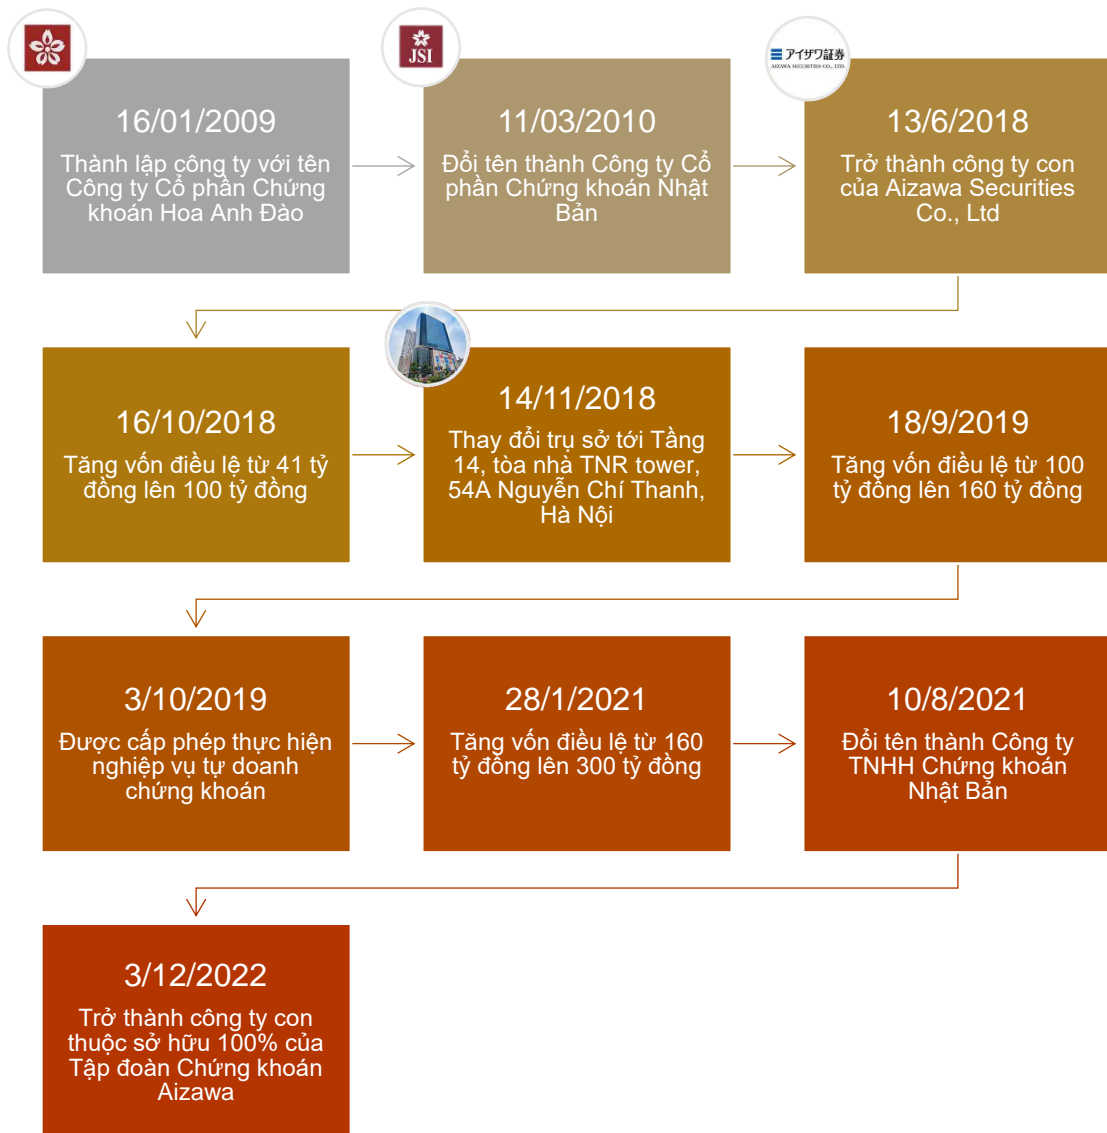 JSI
アイザワ証券
AIZAWA SECURITIES CO., LTD.
16/01/2009
Thành lập công ty với tên
Công ty Cổ phần Chứng
khoán Hoa Anh Đào
11/03/2010
Đổi tên thành Công ty Cổ
phần Chứng khoán Nhật
Bản
13/6/2018
Trở thành công ty con
của Aizawa Securities
Co., Ltd
16/10/2018
Tăng vốn điều lệ từ 41 tỷ
đồng lên 100 tỷ đồng
14/11/2018
Thay đổi trụ sở tới Tầng
14, tòa nhà TNR tower,
54A Nguyễn Chí Thanh,
Hà Nội
18/9/2019
Tăng vốn điều lệ từ 100
tỷ đồng lên 160 tỷ đồng
3/10/2019
Được cấp phép thực hiện
nghiệp vụ tự doanh
chứng khoán
28/1/2021
Tăng vốn điều lệ từ 160
tỷ đồng lên 300 tỷ đồng
10/8/2021
Đổi tên thành Công ty
TNHH Chứng khoán
Nhật Bản
3/12/2022
Trở thành công ty con
thuộc sở hữu 100% của
Tập đoàn Chứng khoán
Aizawa